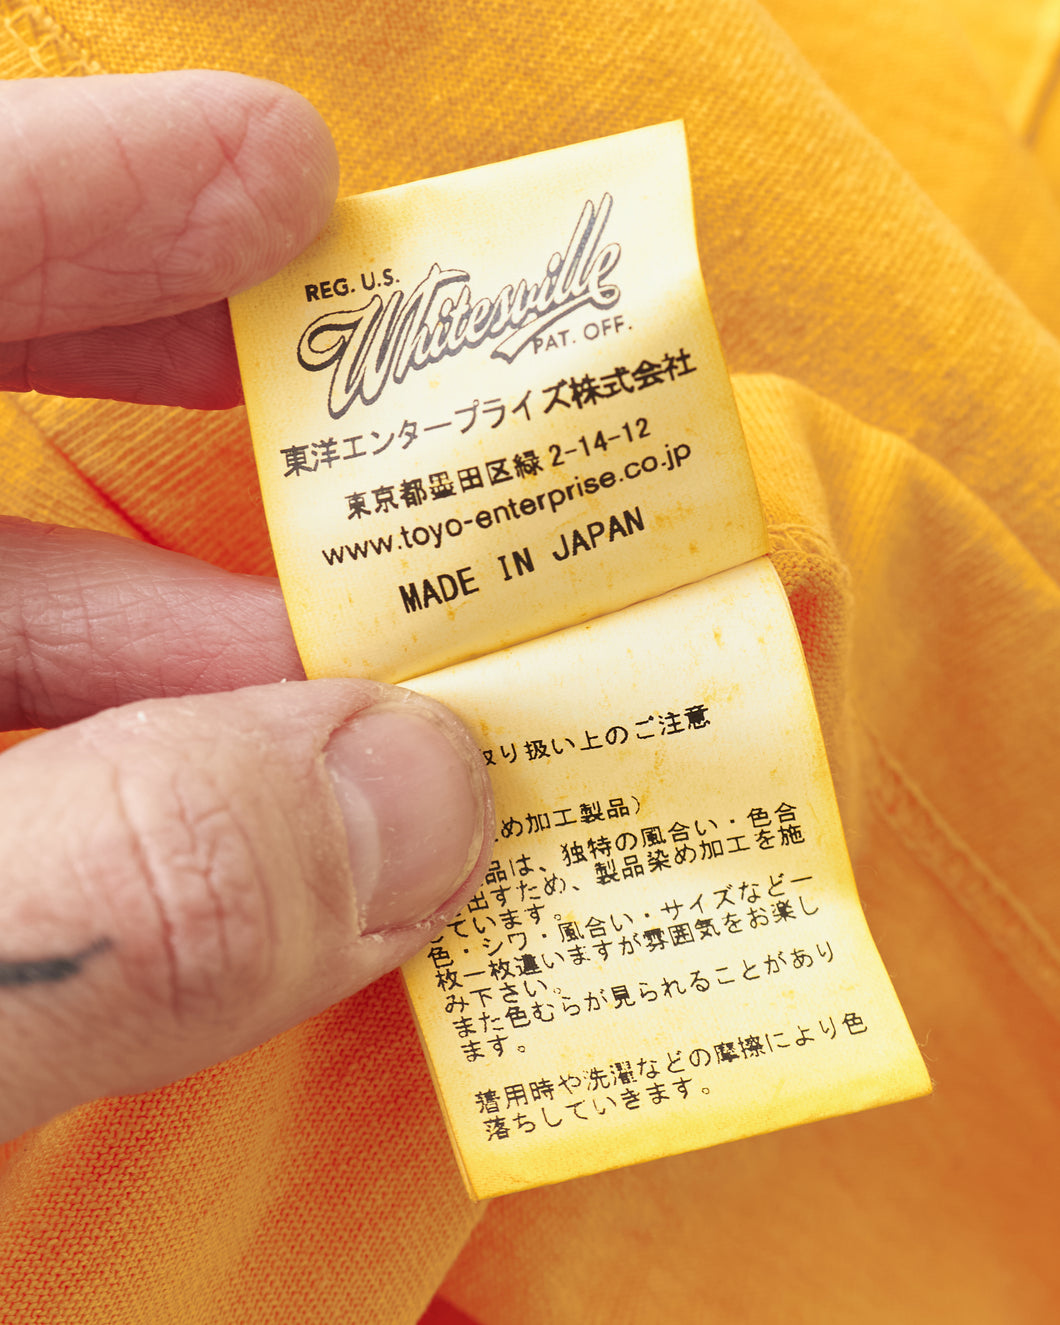 REG. U.S.
Whitesville
PAT. OFF.
東洋エンタープライズ株式会社
東京都墨田区緑 2-14-12
www.toyo-enterprise.co.jp
MADE IN JAPAN
り扱い上のご注意
め加工製品）
品は、独特の風合い・色合
出すため、製品染め加工を施
しています。
色・シワ・風合い・サイズなど一
枚一枚違いますが雰囲気をお楽し
み下さい。
また色むらが見られることがあり
ます。
着用時や洗濯などの摩擦により色
落ちしていきます。